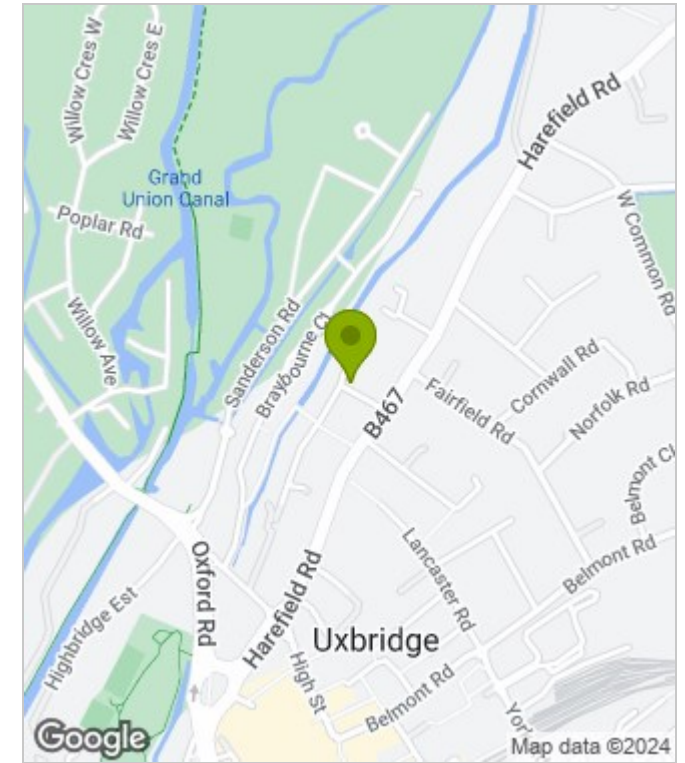 Willow Cres W
Willow Cres E
Harefield Rd
Grand
Union Canal
Poplar Rd
W Common Rd
Willow Ave
Sanderson Rd
Braybourne Cl
Cornwall Rd
Fairfield Rd
Norfolk Rd
B467
Belmont Cl
Lancaster Rd
Belmont Rd
Oxford Rd
Highbridge Est
Harefield Rd
Uxbridge
High St
Belmont Rd
Google
Map data ©2024